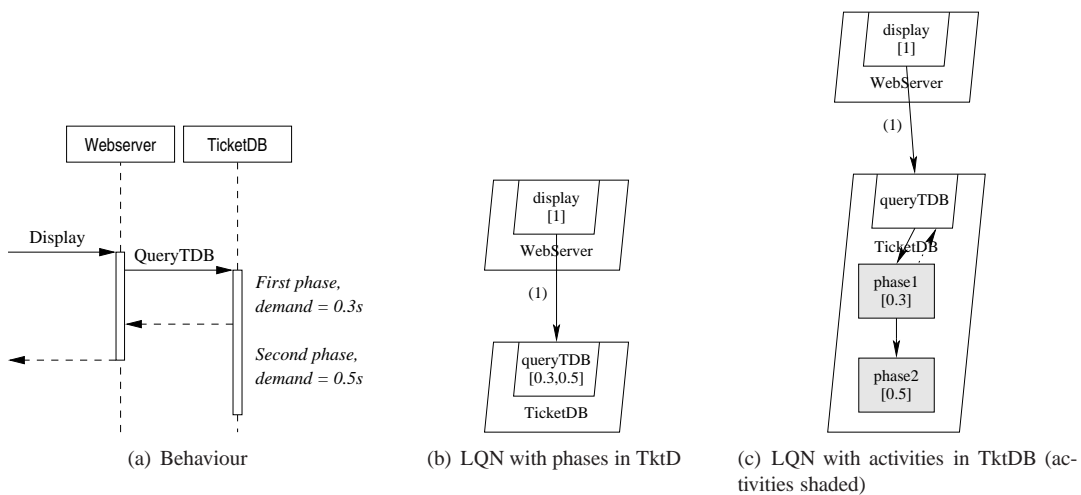 Webserver
TicketDB
Display
QueryTDB
First phase,
demand = 0.3s
Second phase,
demand = 0.5s
(a) Behaviour
display
[1]
WebServer
(1)
queryTDB
[0.3,0.5]
TicketDB
(b) LQN with phases in TktD
display
[1]
WebServer
(1)
queryTDB
TicketDB
phase1
[0.3]
phase2
[0.5]
(c) LQN with activities in TktDB (ac-
tivities shaded)